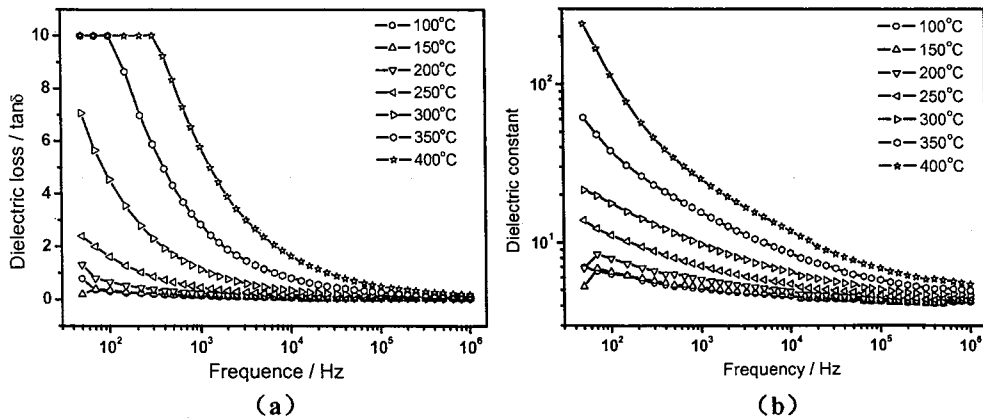 10
8
6
4
2
0
Dielectric loss / tanδ
10²
10³
10⁴
10⁵
10⁶
Frequence / Hz
100°C
150°C
200°C
250°C
300°C
350°C
400°C
(a)
10²
10¹
Dielectric constant
10²
10³
10⁴
10⁵
10⁶
Frequency / Hz
100°C
150°C
200°C
250°C
300°C
350°C
400°C
(b)